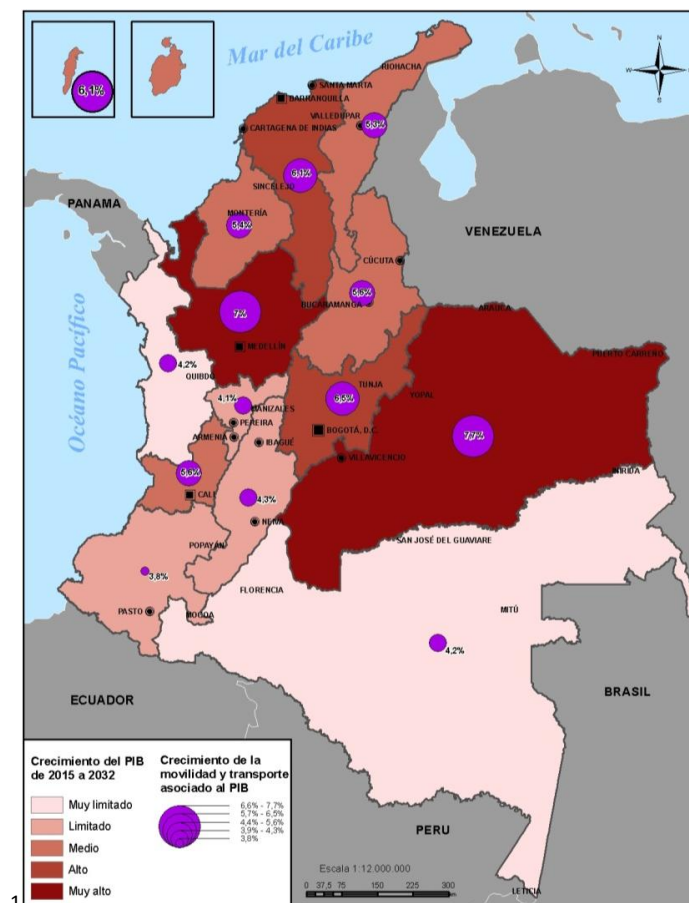 Mar del Caribe
N
W
E
S
6,1%
RIOHACHA
SANTA MARTA
BARRANQUILLA
VALLEDUPAR
5,3%
CARTAGENA DE INDIAS
6,1%
SINCELEJO
PANAMA
MONTERÍA
5,4%
VENEZUELA
CÚCUTA
5,6%
BUCARAMANGA
ARAUCA
7%
MEDELLÍN
PUERTO CARREÑO
Océano Pacífico
4,2%
QUIBDÓ
TUNJA
YOPAL
4,1%
MANIZALES
6,5%
PEREIRA
BOGOTÁ, D.C.
ARMENIA
IBAGUÉ
7,7%
VILLAVICENCIO
5,6%
INIRIDA
CALI
4,3%
NEIVA
SAN JOSÉ DEL GUAVIARE
POPAYÁN
3,8%
FLORENCIA
PASTO
MOCOA
MITÚ
4,2%
ECUADOR
BRASIL
PERU
LETICIA
Crecimiento del PIB
de 2015 a 2032
Muy limitado
Limitado
Medio
Alto
Muy alto
Crecimiento de la
movilidad y transporte
asociado al PIB
6,6% - 7,7%
5,7% - 6,5%
4,4% - 5,6%
3,9% - 4,3%
3,8%
Escala 1:12.000.000
0 37,5 75 150 225 300
1